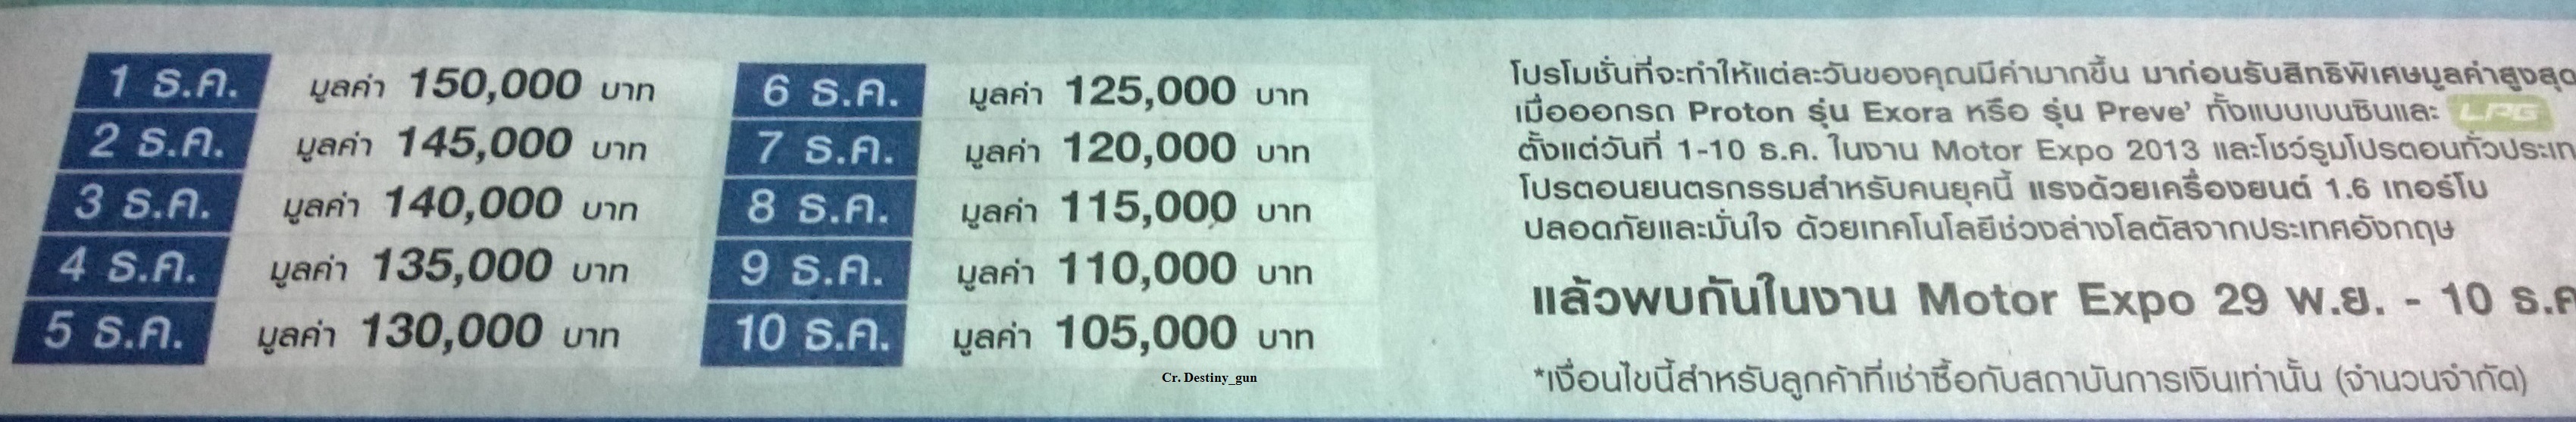 1 ธ.ค. มูลค่า 150,000 บาท
2 ธ.ค. มูลค่า 145,000 บาท
3 ธ.ค. มูลค่า 140,000 บาท
4 ธ.ค. มูลค่า 135,000 บาท
5 ธ.ค. มูลค่า 130,000 บาท
6 ธ.ค. มูลค่า 125,000 บาท
7 ธ.ค. มูลค่า 120,000 บาท
8 ธ.ค. มูลค่า 115,000 บาท
9 ธ.ค. มูลค่า 110,000 บาท
10 ธ.ค. มูลค่า 105,000 บาท
Cr. Destiny_gun
โปรโมชั่นที่จะทำให้แต่ละวันของคุณมีค่ามากขึ้น มาก่อนรับสิทธิพิเศษมูลค่าสูงสุด
เมื่อออกรถ Proton รุ่น Exora หรือ รุ่น Preve' ทั้งแบบเบนซินและ LPG
ตั้งแต่วันที่ 1-10 ธ.ค. ในงาน Motor Expo 2013 และโชว์รูมโปรตอนทั่วประเท
โปรตอนยนตรกรรมสำหรับคนยุคนี้ แรงด้วยเครื่องยนต์ 1.6 เทอร์โบ
ปลอดภัยและมั่นใจ ด้วยเทคโนโลยีช่วงล่างโลตัสจากประเทศอังกฤษ
แล้วพบกันในงาน Motor Expo 29 พ.ย. - 10 ธ.ค
*เงื่อนไขนี้สำหรับลูกค้าที่เช่าซื้อกับสถาบันการเงินเท่านั้น (จำนวนจำกัด)